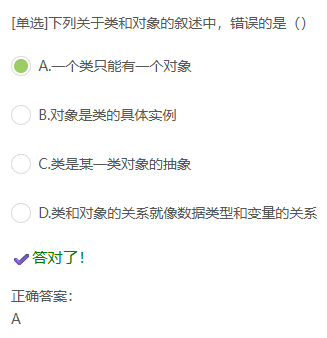 [单选]下列关于类和对象的叙述中，错误的是（）
A.一个类只能有一个对象
B.对象是类的具体实例
C.类是某一类对象的抽象
D.类和对象的关系就像数据类型和变量的关系
答对了！
正确答案：
A